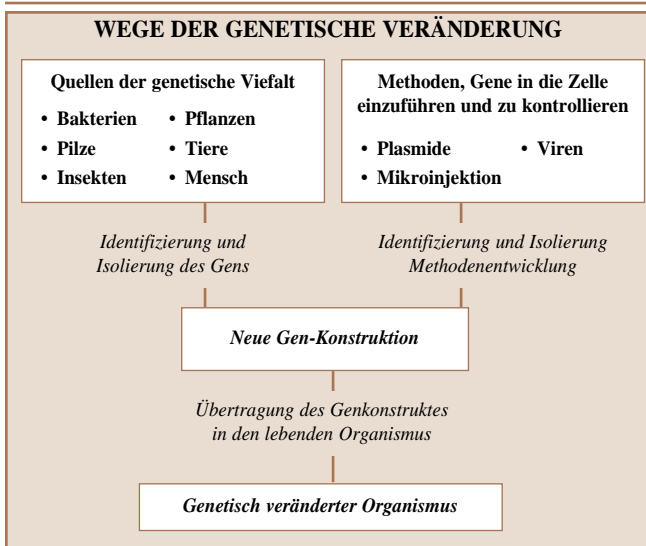 WEGE DER GENETISCHE VERÄNDERUNG
Quellen der genetische Viefalt
• Bakterien • Pflanzen
• Pilze • Tiere
• Insekten • Mensch
Methoden, Gene in die Zelle
einzuführen und zu kontrollieren
• Plasmide • Viren
• Mikroinjektion
Identifizierung und
Isolierung des Gens
Identifizierung und Isolierung
Methodenentwicklung
Neue Gen-Konstruktion
Übertragung des Genkonstruktes
in den lebenden Organismus
Genetisch veränderter Organismus